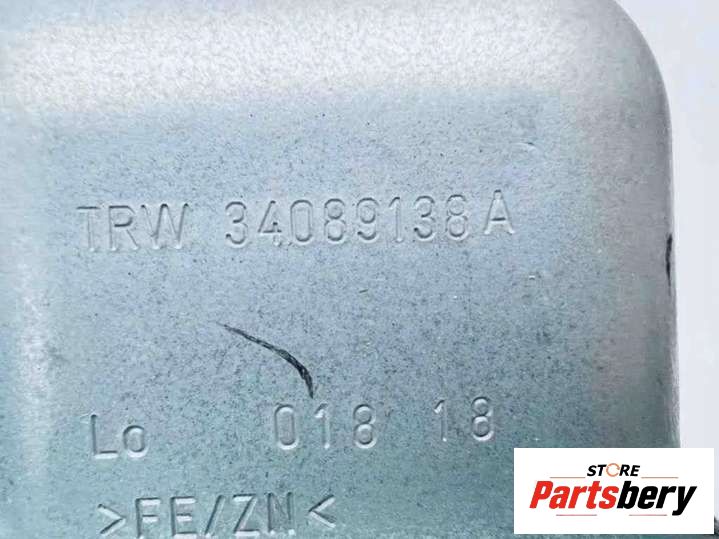 TRW 34089138A
Lo 018 18
>FE/ZN<
STORE
Partsbery